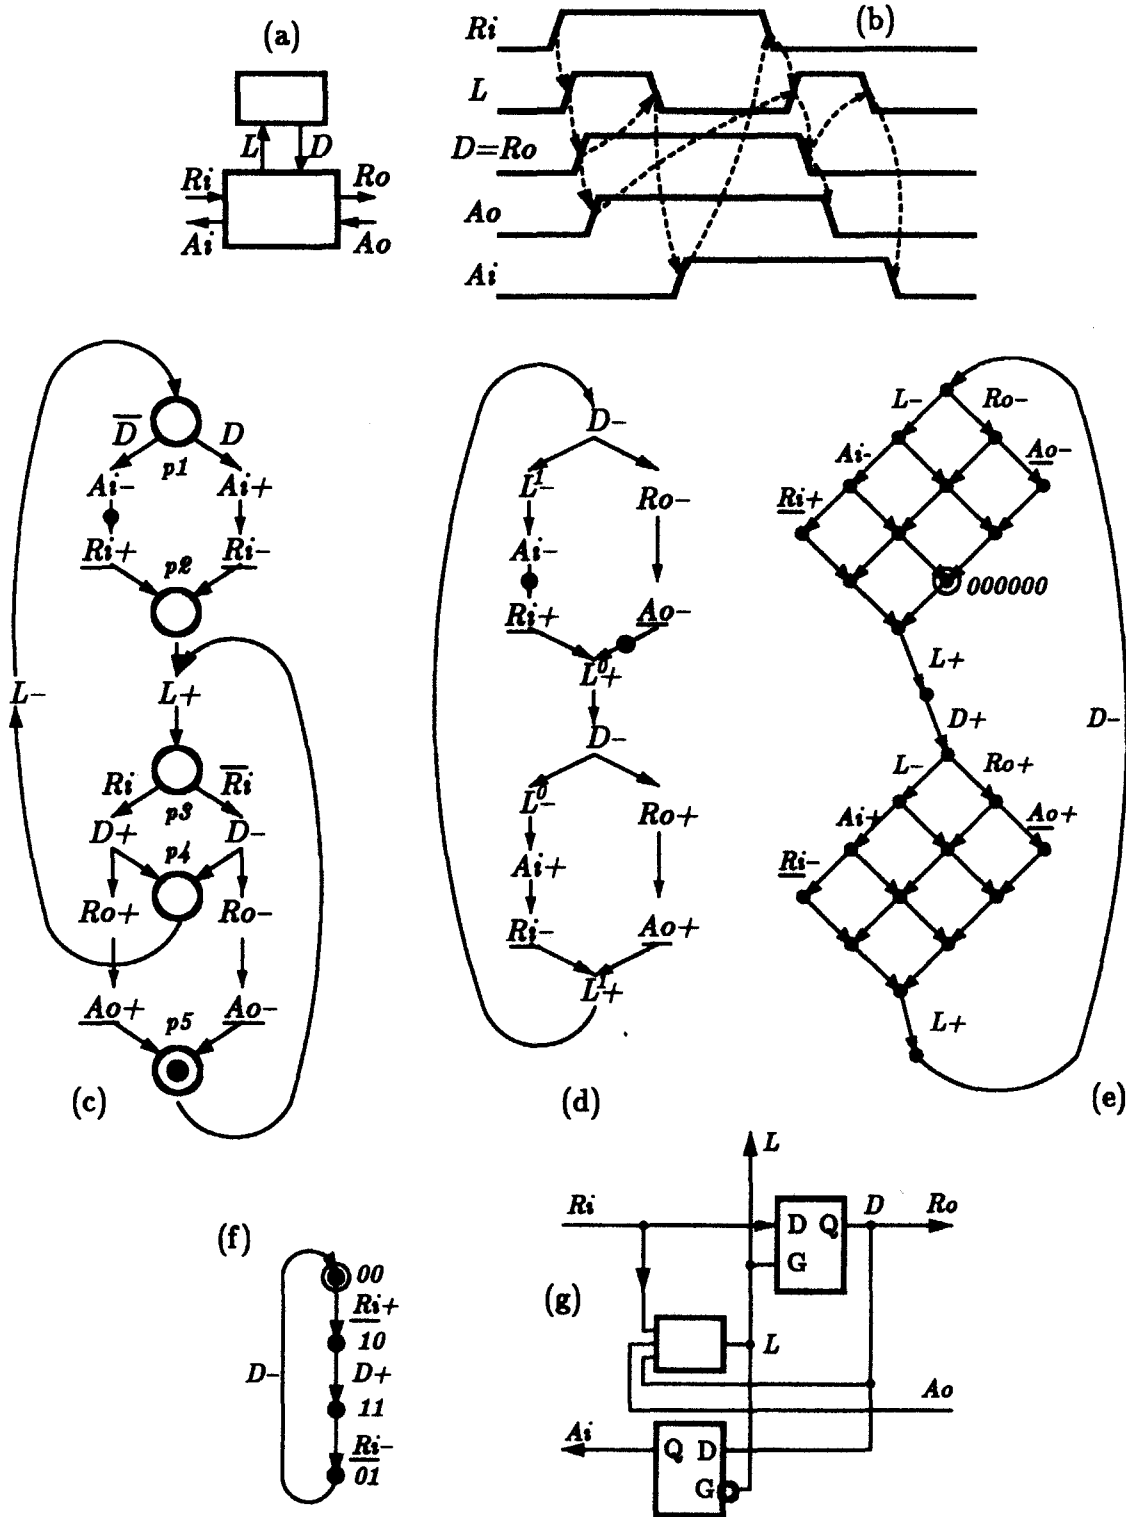 (a)
L D
Ri Ro
Ai Ao
(b)
Ri
L
D=Ro
Ao
Ai
D D
p1
Ai- Ai+
Ri+ p2 Ri-
L- L+
Ri Ri
p3
D+ D-
p4
Ro+ Ro-
Ao+ p5 Ao-
(c)
D-
L1- Ro-
Ai-
Ri+ Ao-
L0+
D-
L0- Ro+
Ai+
Ri- Ao+
L1+
(d)
L- Ro-
Ai- Ao-
Ri+
000000
L+
D+ D-
L- Ro+
Ai+ Ao+
Ri-
L+
(e)
(f)
00
Ri+
10
D- D+
11
Ri-
01
(g)
L
Ri D Q D Ro
G
L
Ao
Ai Q D
G